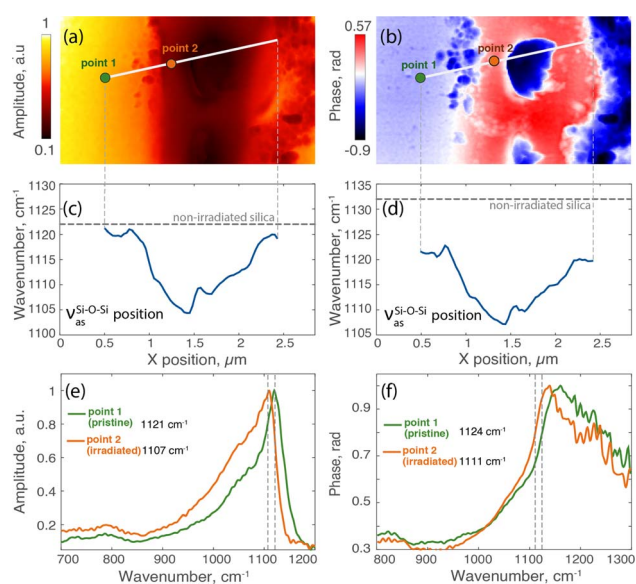 (a)
1
Amplitude, a.u
0.1
point 1
point 2
(b)
0.57
Phase, rad
-0.9
point 1
point 2
(c)
1130
1125
1120
1115
1110
1105
1100
Wavenumber, cm⁻¹
non-irradiated silica
ν as Si-O-Si position
0
0.5
1
1.5
2
2.5
X position, μm
(d)
1135
1130
1125
1120
1115
1110
1105
Wavenumber, cm⁻¹
non-irradiated silica
ν as Si-O-Si position
0
0.5
1
1.5
2
2.5
X position, μm
(e)
1
0.8
0.6
0.4
0.2
Amplitude, a.u.
point 1
(pristine) 1121 cm⁻¹
point 2
(irradiated) 1107 cm⁻¹
700 800 900 1000 1100 1200
Wavenumber, cm⁻¹
(f)
1.0
0.7
0.3
Phase, rad
point 1
(pristine) 1124 cm⁻¹
point 2
(irradiated) 1111 cm⁻¹
800 900 1000 1100 1200 1300
Wavenumber, cm⁻¹